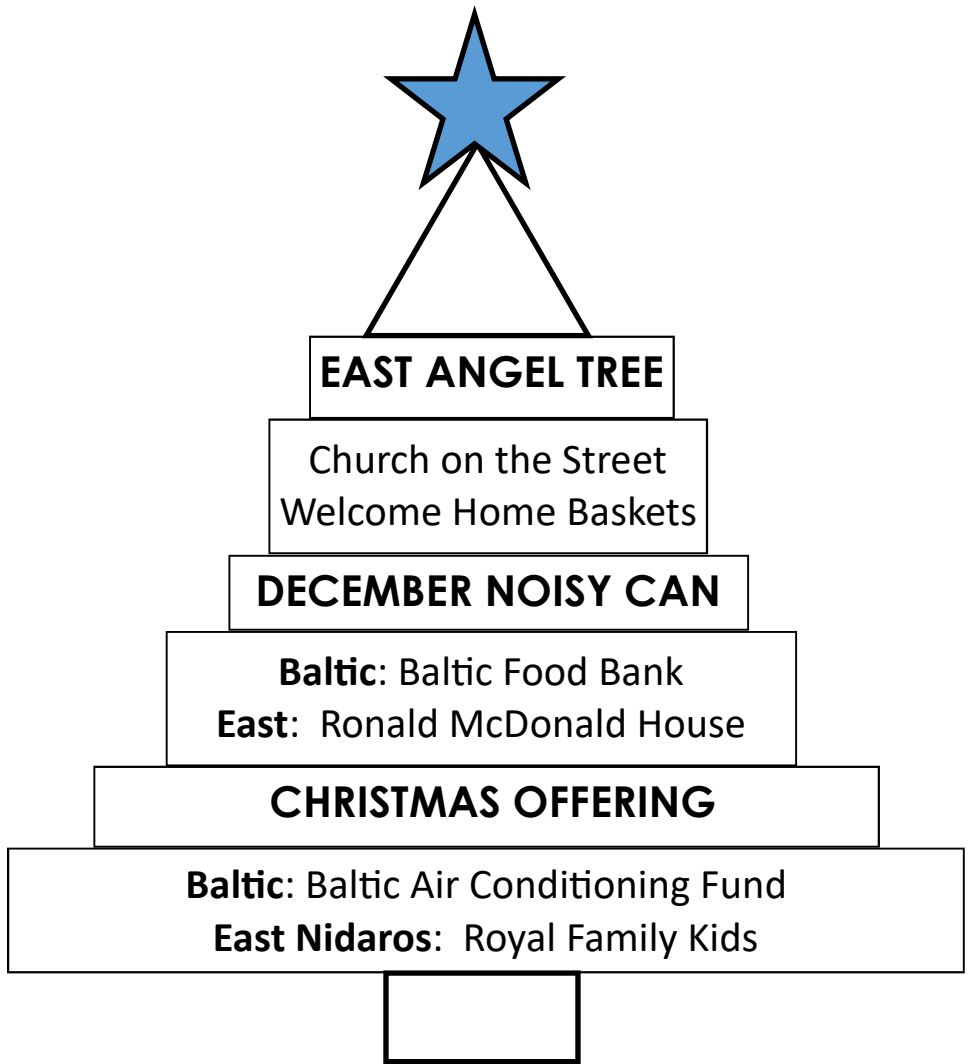 EAST ANGEL TREE
Church on the Street
Welcome Home Baskets
DECEMBER NOISY CAN
Baltic: Baltic Food Bank
East:  Ronald McDonald House
CHRISTMAS OFFERING
Baltic: Baltic Air Conditioning Fund
East Nidaros:  Royal Family Kids